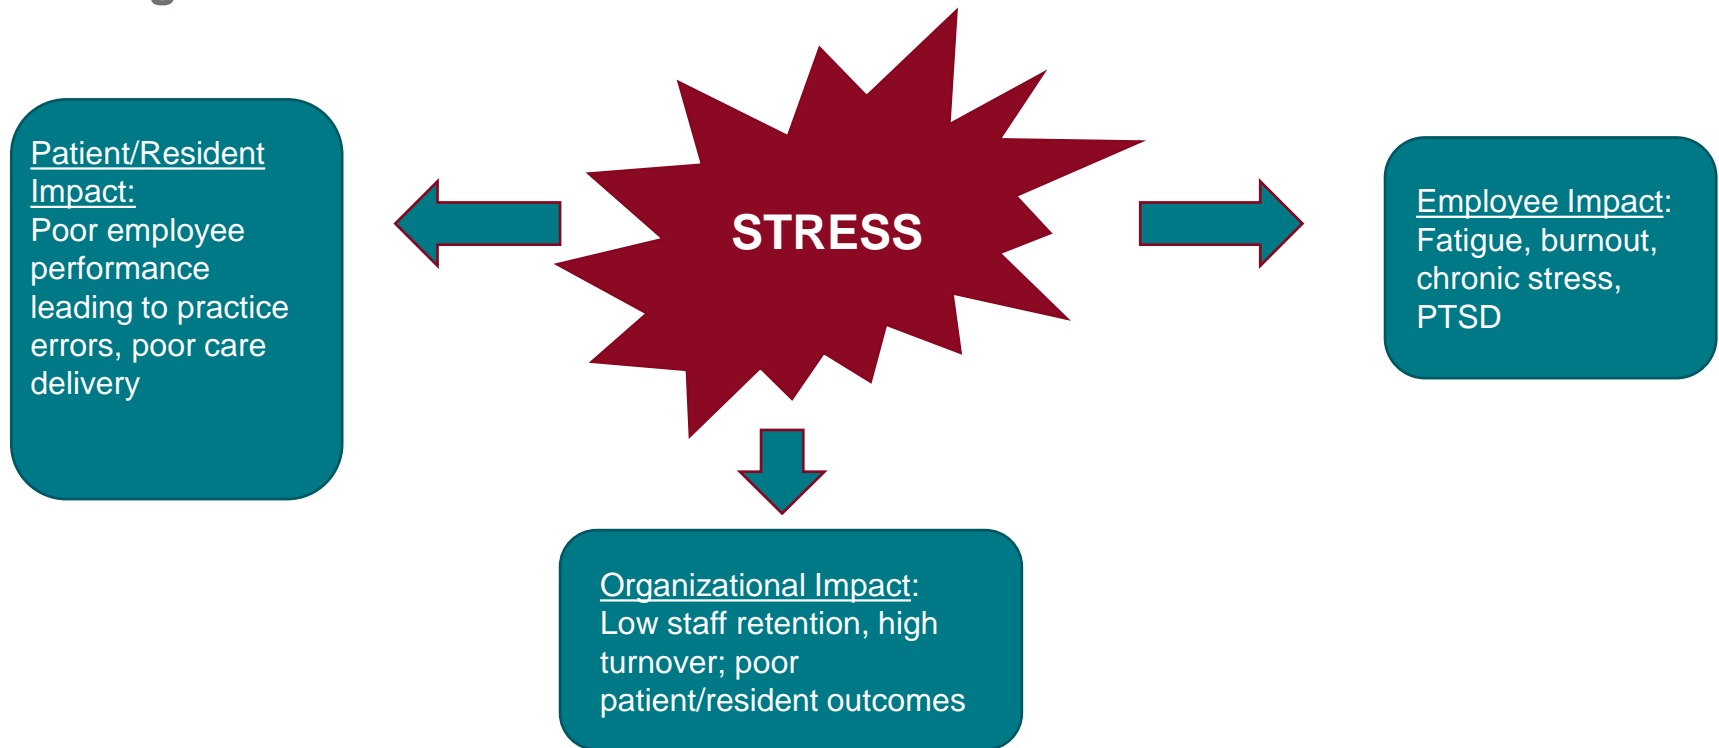 STRESS
Patient/Resident
Impact:
Poor employee
performance
leading to practice
errors, poor care
delivery
Employee Impact:
Fatigue, burnout,
chronic stress,
PTSD
Organizational Impact:
Low staff retention, high
turnover; poor
patient/resident outcomes